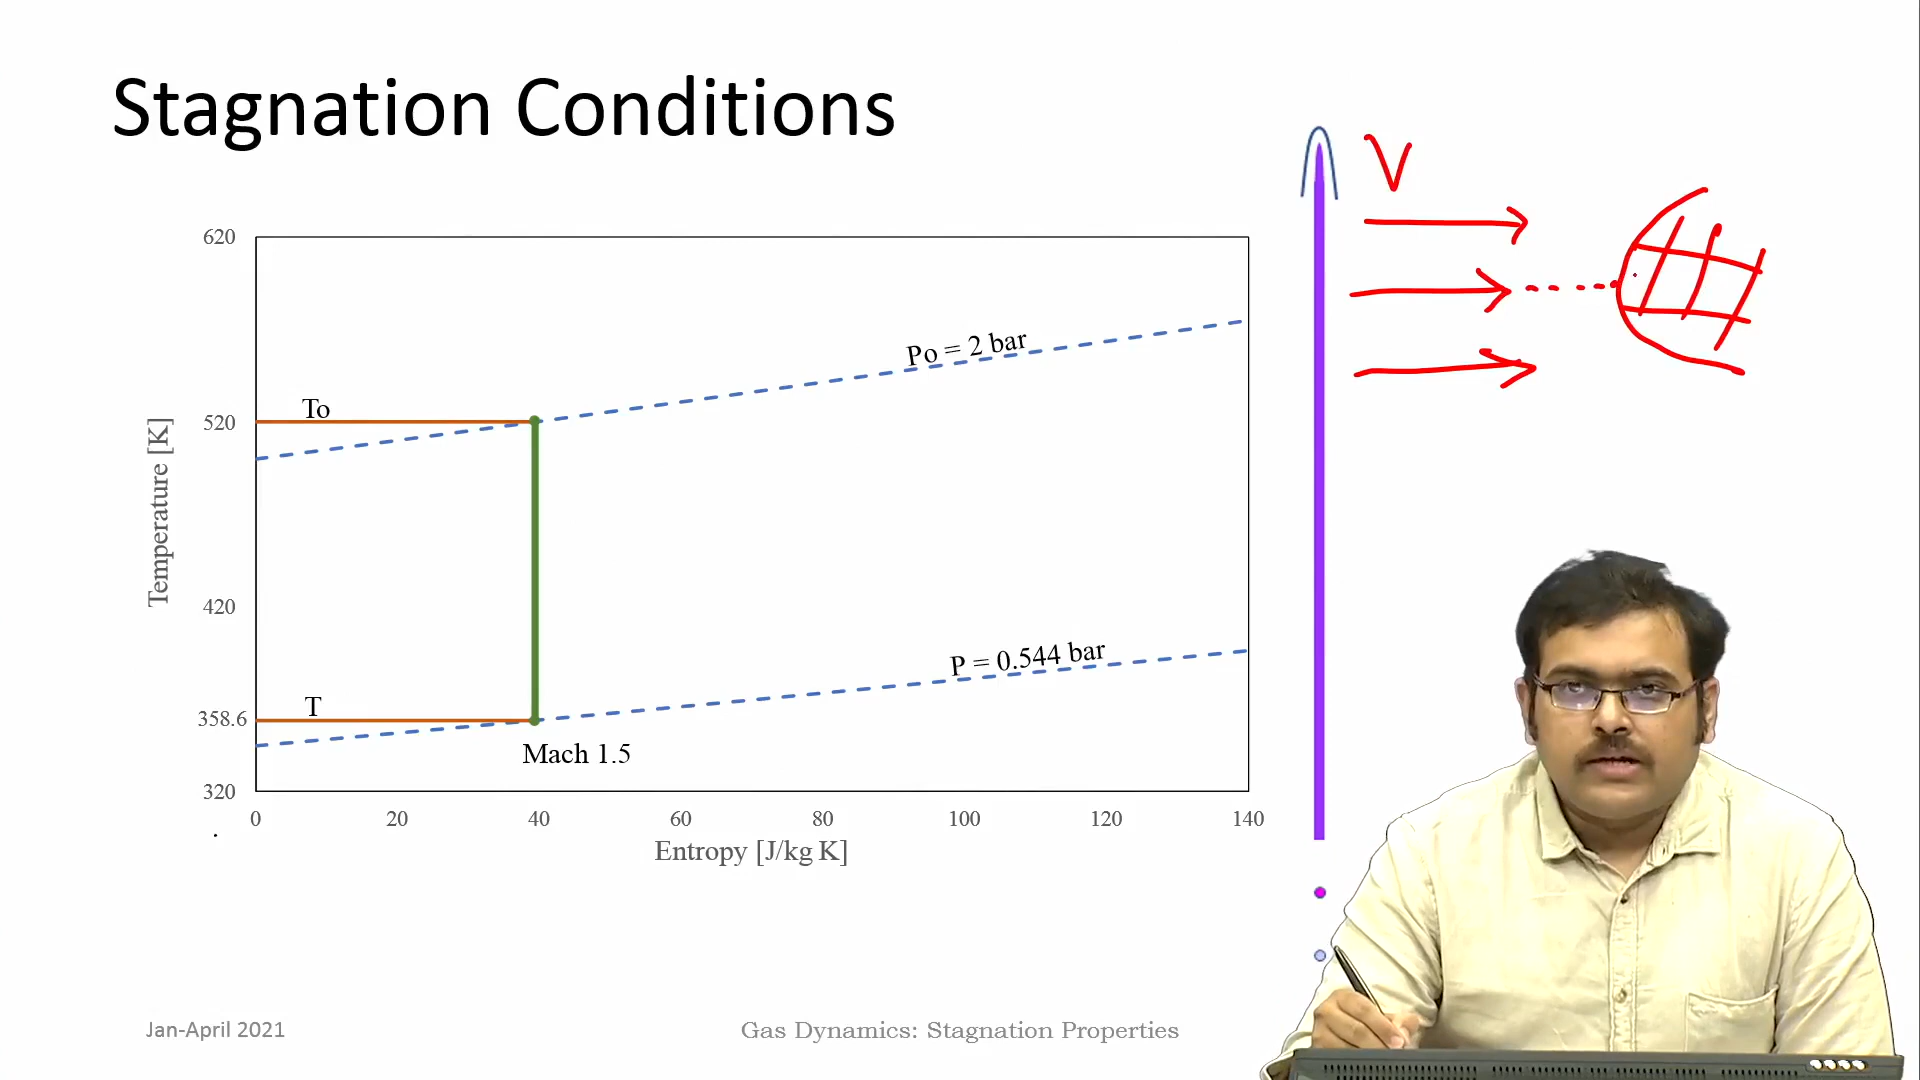 Stagnation Conditions
V
620
Po = 2 bar
To
520
Temperature [K]
420
P = 0.544 bar
T
358.6
Mach 1.5
320
0 20 40 60 80 100 120 140
Entropy [J/kg K]
Jan-April 2021
Gas Dynamics: Stagnation Properties